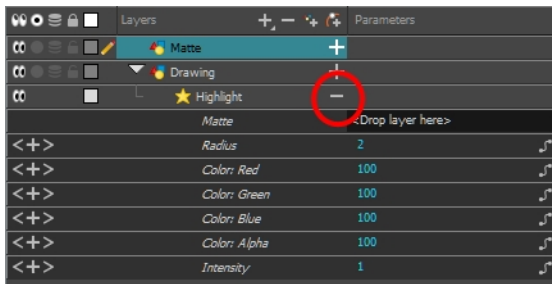 Layers Parameters
Matte
Drawing
Highlight
Matte <Drop layer here>
Radius 2
Color: Red 100
Color: Green 100
Color: Blue 100
Color: Alpha 100
Intensity 1